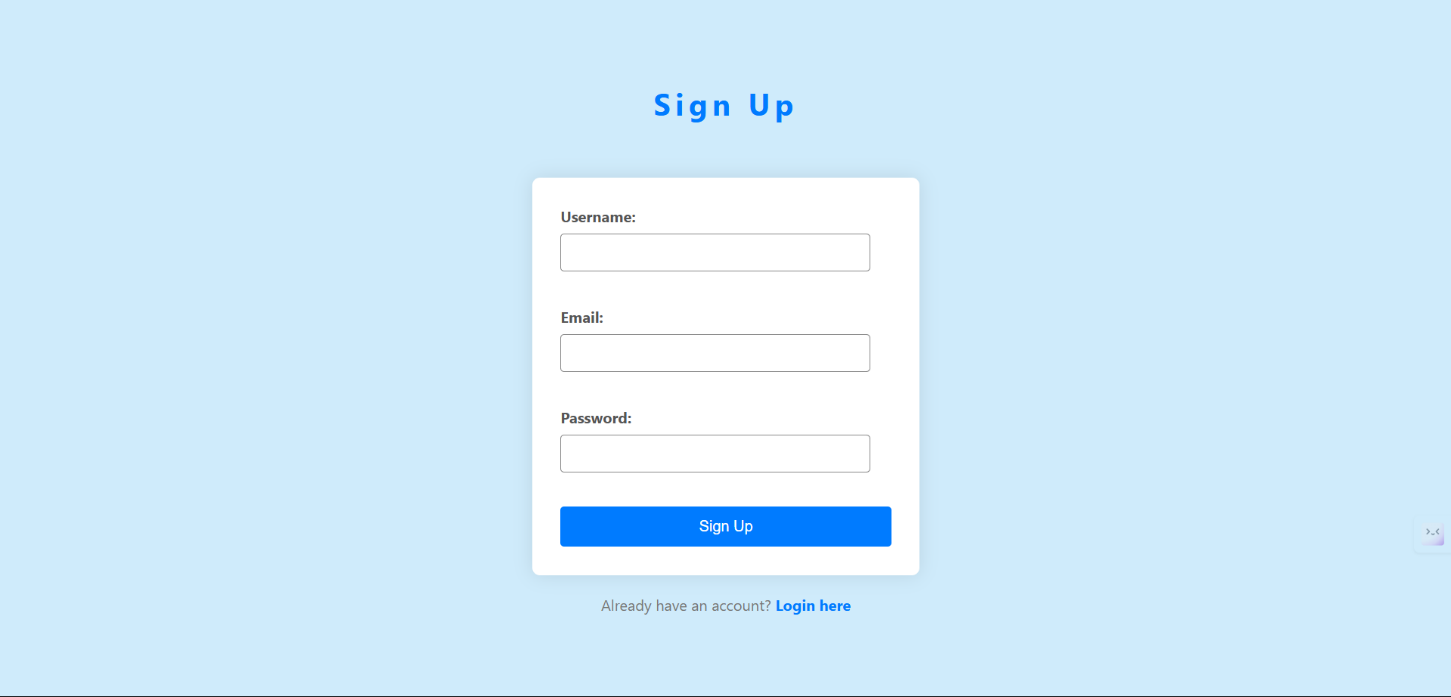 Sign Up
Username:
Email:
Password:
Sign Up
Already have an account? Login here